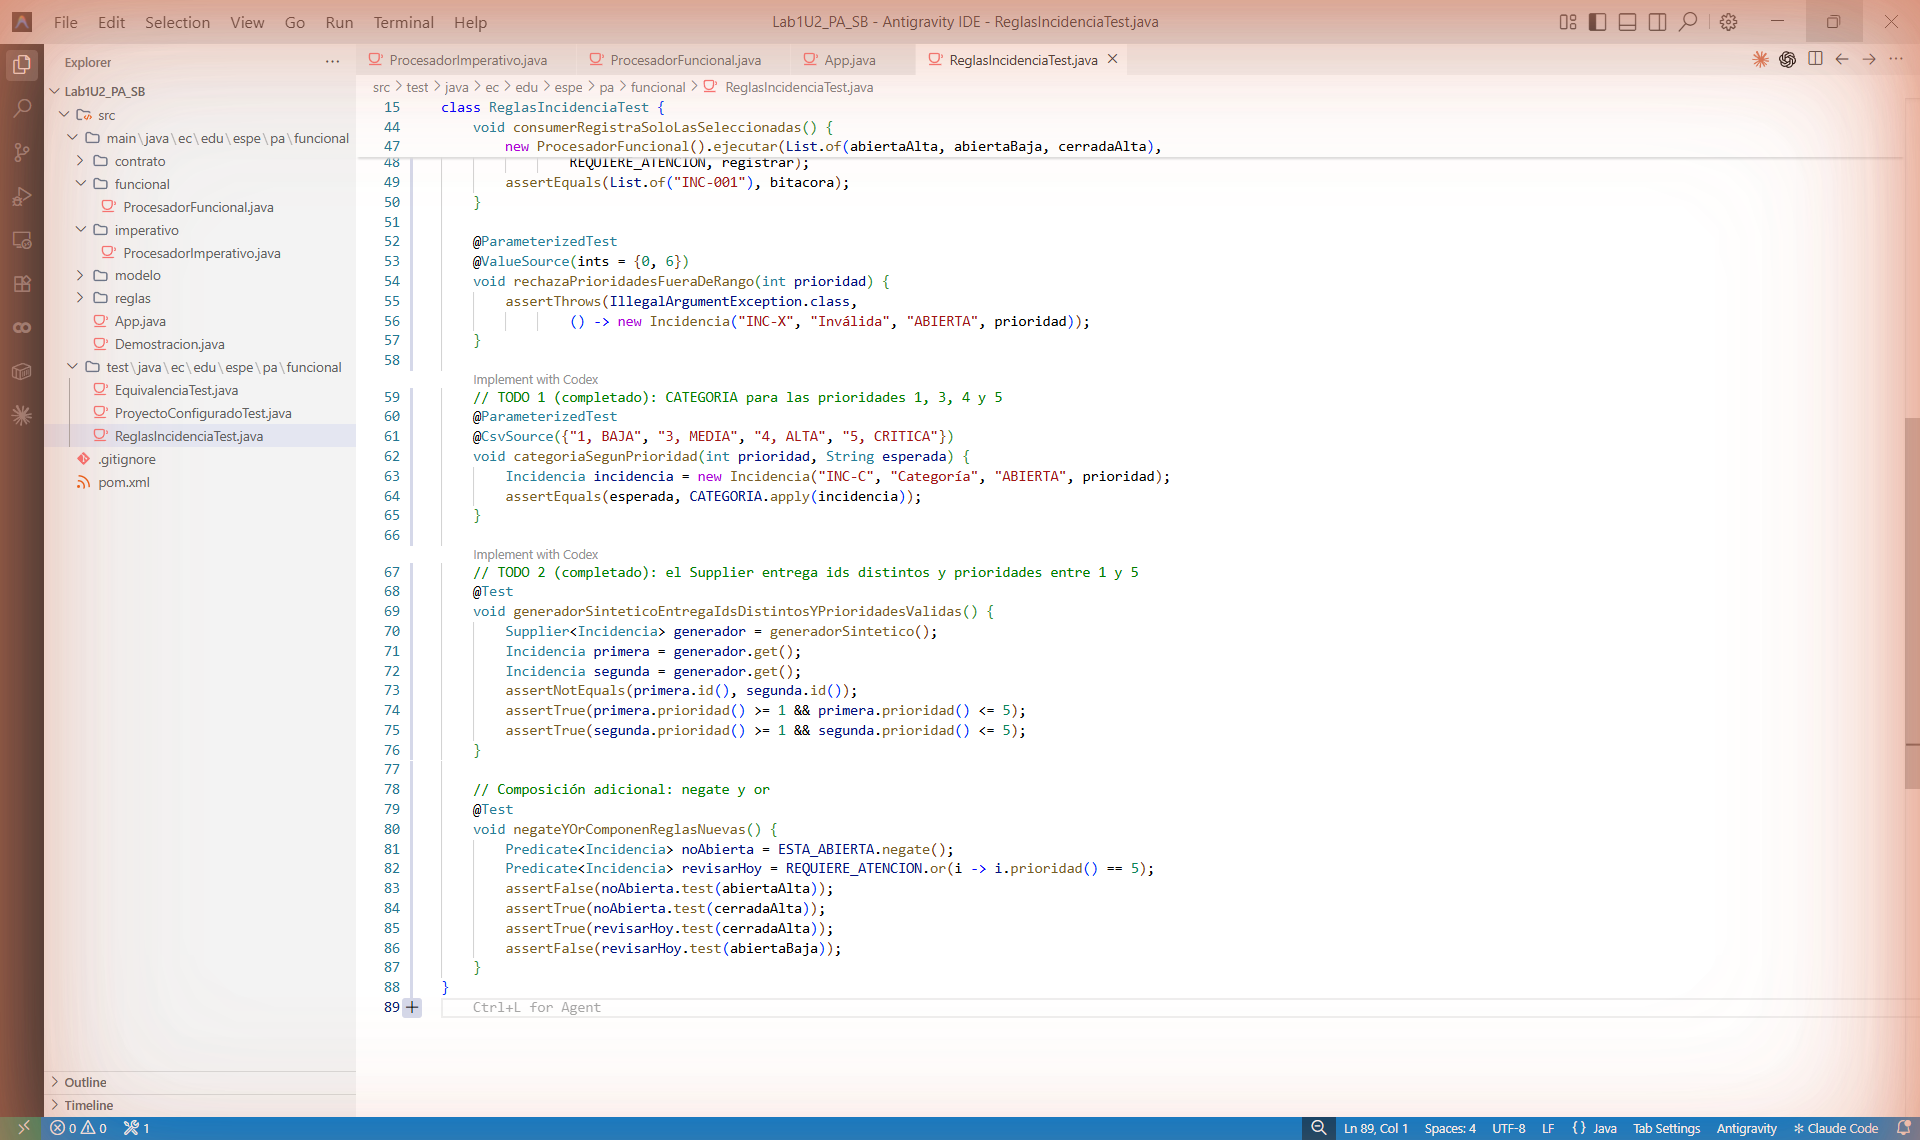 File Edit Selection View Go Run Terminal Help
Lab1U2_PA_SB - Antigravity IDE - ReglasIncidenciaTest.java
Explorer
Lab1U2_PA_SB
src
main\java\ec\edu\espe\pa\funcional
contrato
funcional
ProcesadorFuncional.java
imperativo
ProcesadorImperativo.java
modelo
reglas
App.java
Demostracion.java
test\java\ec\edu\espe\pa\funcional
EquivalenciaTest.java
ProyectoConfiguradoTest.java
ReglasIncidenciaTest.java
.gitignore
pom.xml
Outline
Timeline
ProcesadorImperativo.java ProcesadorFuncional.java App.java ReglasIncidenciaTest.java
src > test > java > ec > edu > espe > pa > funcional > ReglasIncidenciaTest.java
15 class ReglasIncidenciaTest {
44 void consumerRegistraSoloLasSeleccionadas() {
47 new ProcesadorFuncional().ejecutar(List.of(abiertaAlta, abiertaBaja, cerradaAlta),
48 REQUIERE_ATENCION, registrar);
49 assertEquals(List.of("INC-001"), bitacora);
50 }
51
52 @ParameterizedTest
53 @ValueSource(ints = {0, 6})
54 void rechazaPrioridadesFueraDeRango(int prioridad) {
55 assertThrows(IllegalArgumentException.class,
56 () -> new Incidencia("INC-X", "Inválida", "ABIERTA", prioridad));
57 }
58
Implement with Codex
59 // TODO 1 (completado): CATEGORIA para las prioridades 1, 3, 4 y 5
60 @ParameterizedTest
61 @CsvSource({"1, BAJA", "3, MEDIA", "4, ALTA", "5, CRITICA"})
62 void categoriaSegunPrioridad(int prioridad, String esperada) {
63 Incidencia incidencia = new Incidencia("INC-C", "Categoría", "ABIERTA", prioridad);
64 assertEquals(esperada, CATEGORIA.apply(incidencia));
65 }
66
Implement with Codex
67 // TODO 2 (completado): el Supplier entrega ids distintos y prioridades entre 1 y 5
68 @Test
69 void generadorSinteticoEntregaIdsDistintosYPrioridadesValidas() {
70 Supplier<Incidencia> generador = generadorSintetico();
71 Incidencia primera = generador.get();
72 Incidencia segunda = generador.get();
73 assertNotEquals(primera.id(), segunda.id());
74 assertTrue(primera.prioridad() >= 1 && primera.prioridad() <= 5);
75 assertTrue(segunda.prioridad() >= 1 && segunda.prioridad() <= 5);
76 }
77
78 // Composición adicional: negate y or
79 @Test
80 void negateYOrComponenReglasNuevas() {
81 Predicate<Incidencia> noAbierta = ESTA_ABIERTA.negate();
82 Predicate<Incidencia> revisarHoy = REQUIERE_ATENCION.or(i -> i.prioridad() == 5);
83 assertFalse(noAbierta.test(abiertaAlta));
84 assertTrue(noAbierta.test(cerradaAlta));
85 assertTrue(revisarHoy.test(cerradaAlta));
86 assertFalse(revisarHoy.test(abiertaBaja));
87 }
88 }
89 Ctrl+L for Agent
0 0 1
Ln 89, Col 1 Spaces: 4 UTF-8 LF {} Java Tab Settings Antigravity Claude Code